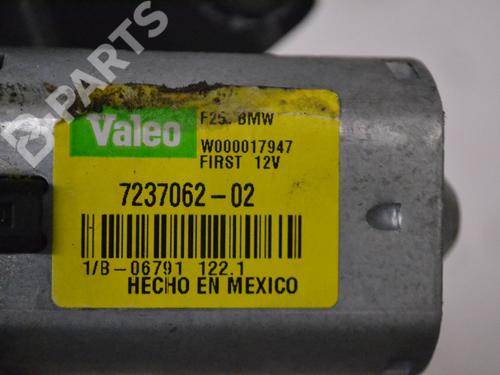 B-PARTS
Valeo
F25 BMW
W000017947
FIRST 12V
7237062-02
1/B-06791 122.1
HECHO EN MEXICO